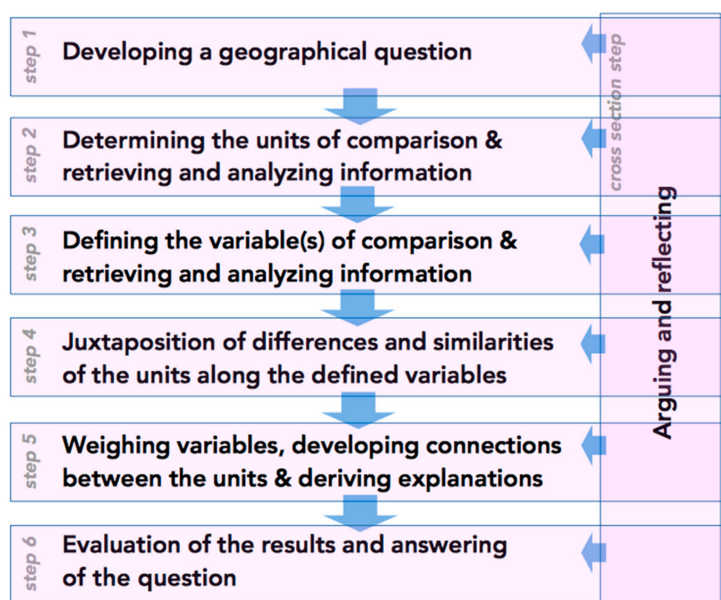 step 1
Developing a geographical question
step 2
Determining the units of comparison &
retrieving and analyzing information
step 3
Defining the variable(s) of comparison &
retrieving and analyzing information
step 4
Juxtaposition of differences and similarities
of the units along the defined variables
step 5
Weighing variables, developing connections
between the units & deriving explanations
step 6
Evaluation of the results and answering
of the question
cross section step
Arguing and reflecting